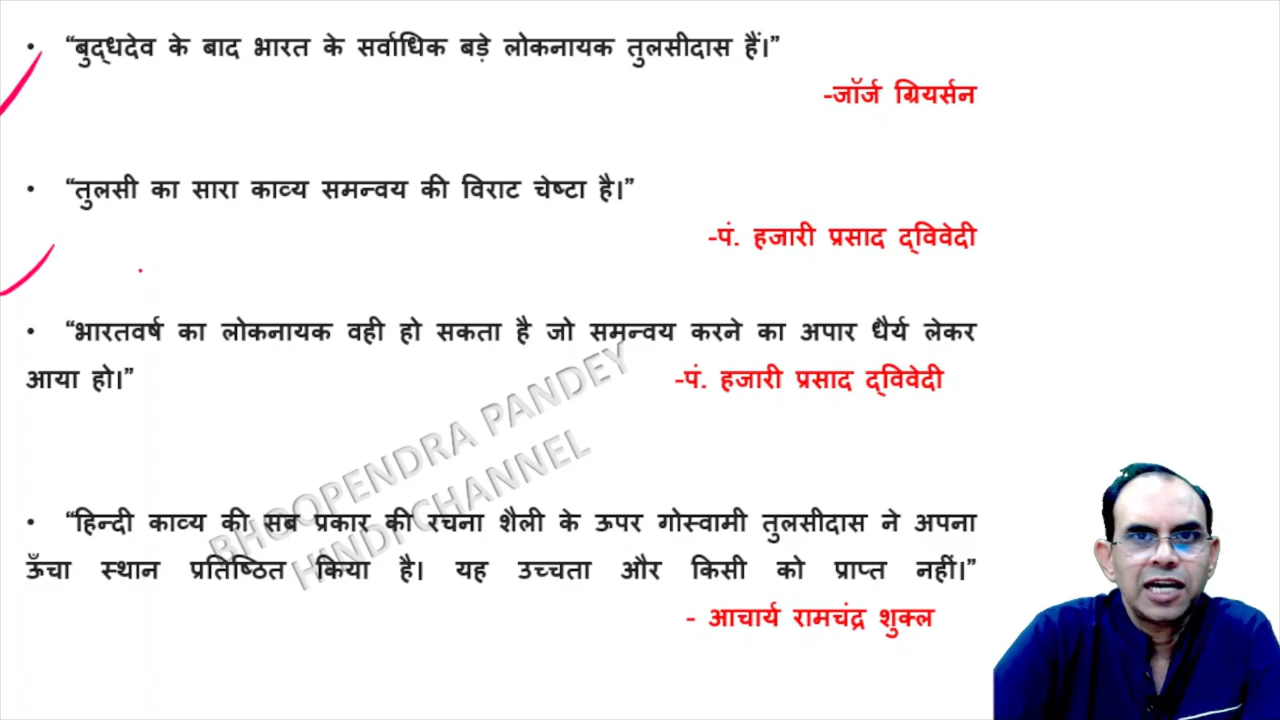 • “बुद्धदेव के बाद भारत के सर्वाधिक बड़े लोकनायक तुलसीदास हैं।”
-जॉर्ज ग्रियर्सन
• “तुलसी का सारा काव्य समन्वय की विराट चेष्टा है।”
-पं. हजारी प्रसाद द्विवेदी
• “भारतवर्ष का लोकनायक वही हो सकता है जो समन्वय करने का अपार धैर्य लेकर
आया हो।” -पं. हजारी प्रसाद द्विवेदी
BHOOPENDRA PANDEY
HINDI CHANNEL
• “हिन्दी काव्य की सब प्रकार की रचना शैली के ऊपर गोस्वामी तुलसीदास ने अपना
ऊँचा स्थान प्रतिष्ठित किया है। यह उच्चता और किसी को प्राप्त नहीं।”
- आचार्य रामचंद्र शुक्ल